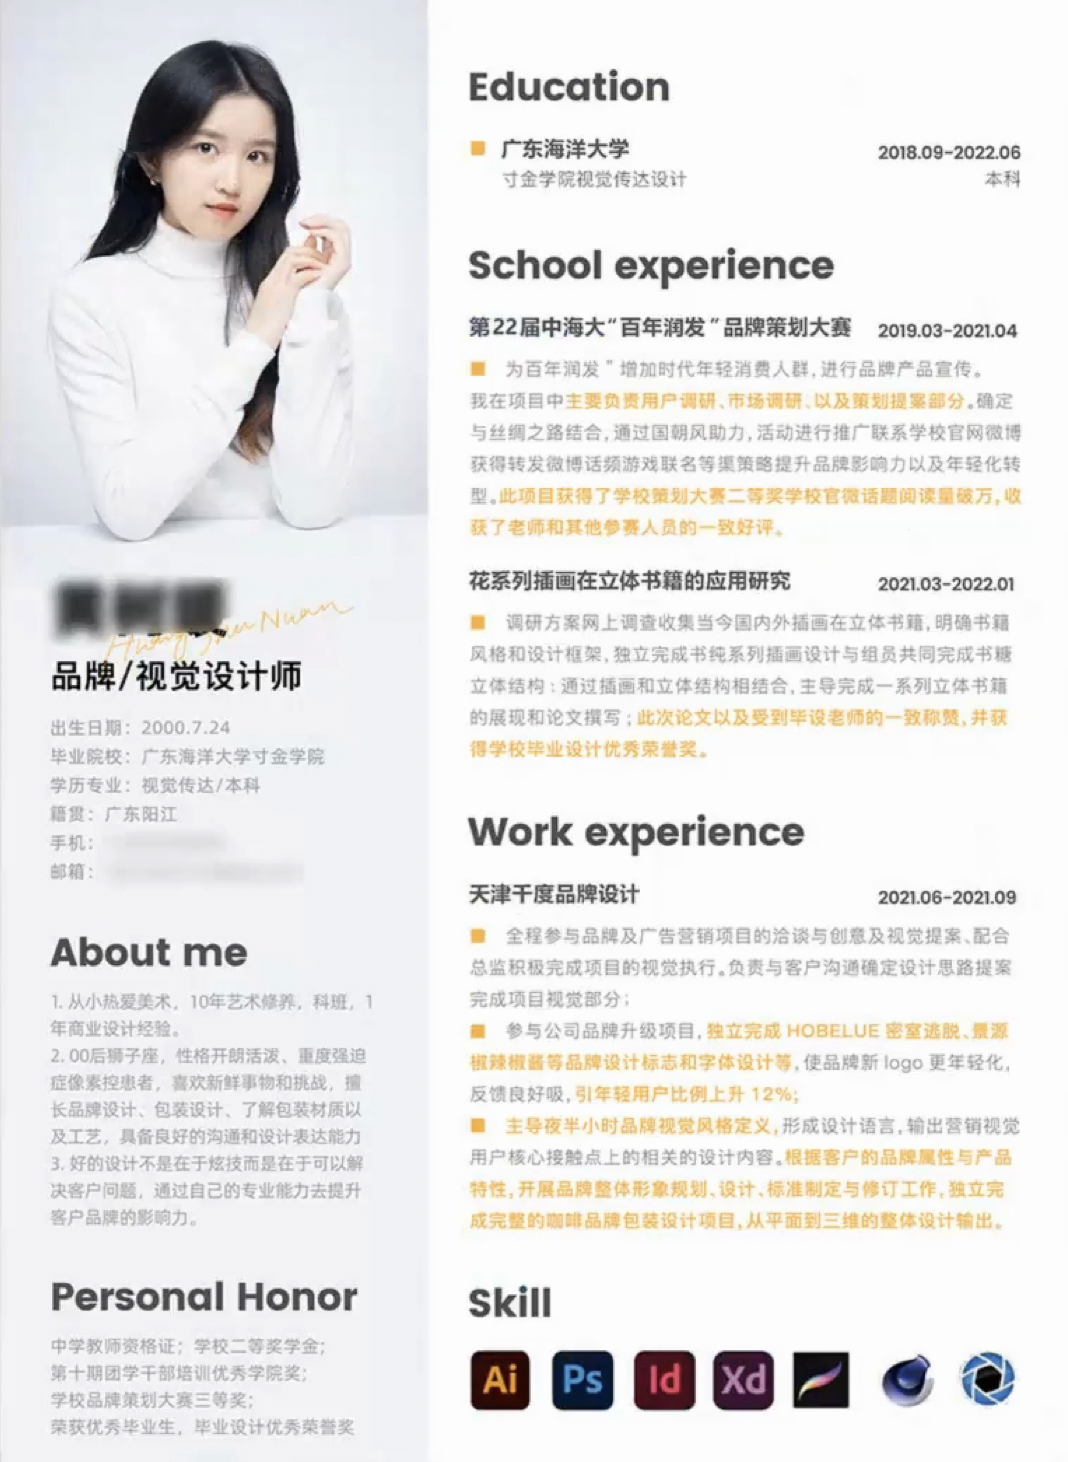 品牌/视觉设计师
出生日期：2000.7.24
毕业院校：广东海洋大学寸金学院
学历专业：视觉传达/本科
籍贯：广东阳江
手机：
邮箱：
About me
1. 从小热爱美术，10年艺术修养，科班，1
年商业设计经验。
2. 00后狮子座，性格开朗活泼、重度强迫
症像素控患者，喜欢新鲜事物和挑战，擅
长品牌设计、包装设计、了解包装材质以
及工艺，具备良好的沟通和设计表达能力
3. 好的设计不是在于炫技而是在于可以解
决客户问题，通过自己的专业能力去提升
客户品牌的影响力。
Personal Honor
中学教师资格证；学校二等奖学金；
第十期团学干部培训优秀学院奖；
学校品牌策划大赛三等奖；
荣获优秀毕业生，毕业设计优秀荣誉奖
Education
广东海洋大学 2018.09-2022.06
寸金学院视觉传达设计 本科
School experience
第22届中海大“百年润发”品牌策划大赛 2019.03-2021.04
为百年润发＂增加时代年轻消费人群，进行品牌产品宣传。
我在项目中主要负责用户调研、市场调研、以及策划提案部分。确定
与丝绸之路结合，通过国朝风助力，活动进行推广联系学校官网微博
获得转发微博话频游戏联名等渠策略提升品牌影响力以及年轻化转
型。此项目获得了学校策划大赛二等奖学校官微话题阅读量破万，收
获了老师和其他参赛人员的一致好评。
花系列插画在立体书籍的应用研究 2021.03-2022.01
调研方案网上调查收集当今国内外插画在立体书籍，明确书籍
风格和设计框架，独立完成书纯系列插画设计与组员共同完成书糖
立体结构：通过插画和立体结构相结合，主导完成一系列立体书籍
的展现和论文撰写；此次论文以及受到毕设老师的一致称赞，并获
得学校毕业设计优秀荣誉奖。
Work experience
天津千度品牌设计 2021.06-2021.09
全程参与品牌及广告营销项目的洽谈与创意及视觉提案、配合
总监积极完成项目的视觉执行。负责与客户沟通确定设计思路提案
完成项目视觉部分；
参与公司品牌升级项目，独立完成 HOBELUE 密室逃脱、景源
椒辣椒酱等品牌设计标志和字体设计等，使品牌新 logo 更年轻化，
反馈良好吸，引年轻用户比例上升 12%；
主导夜半小时品牌视觉风格定义，形成设计语言，输出营销视觉
用户核心接触点上的相关的设计内容。根据客户的品牌属性与产品
特性，开展品牌整体形象规划、设计、标准制定与修订工作，独立完
成完整的咖啡品牌包装设计项目，从平面到三维的整体设计输出。
Skill
Ai Ps Id Xd